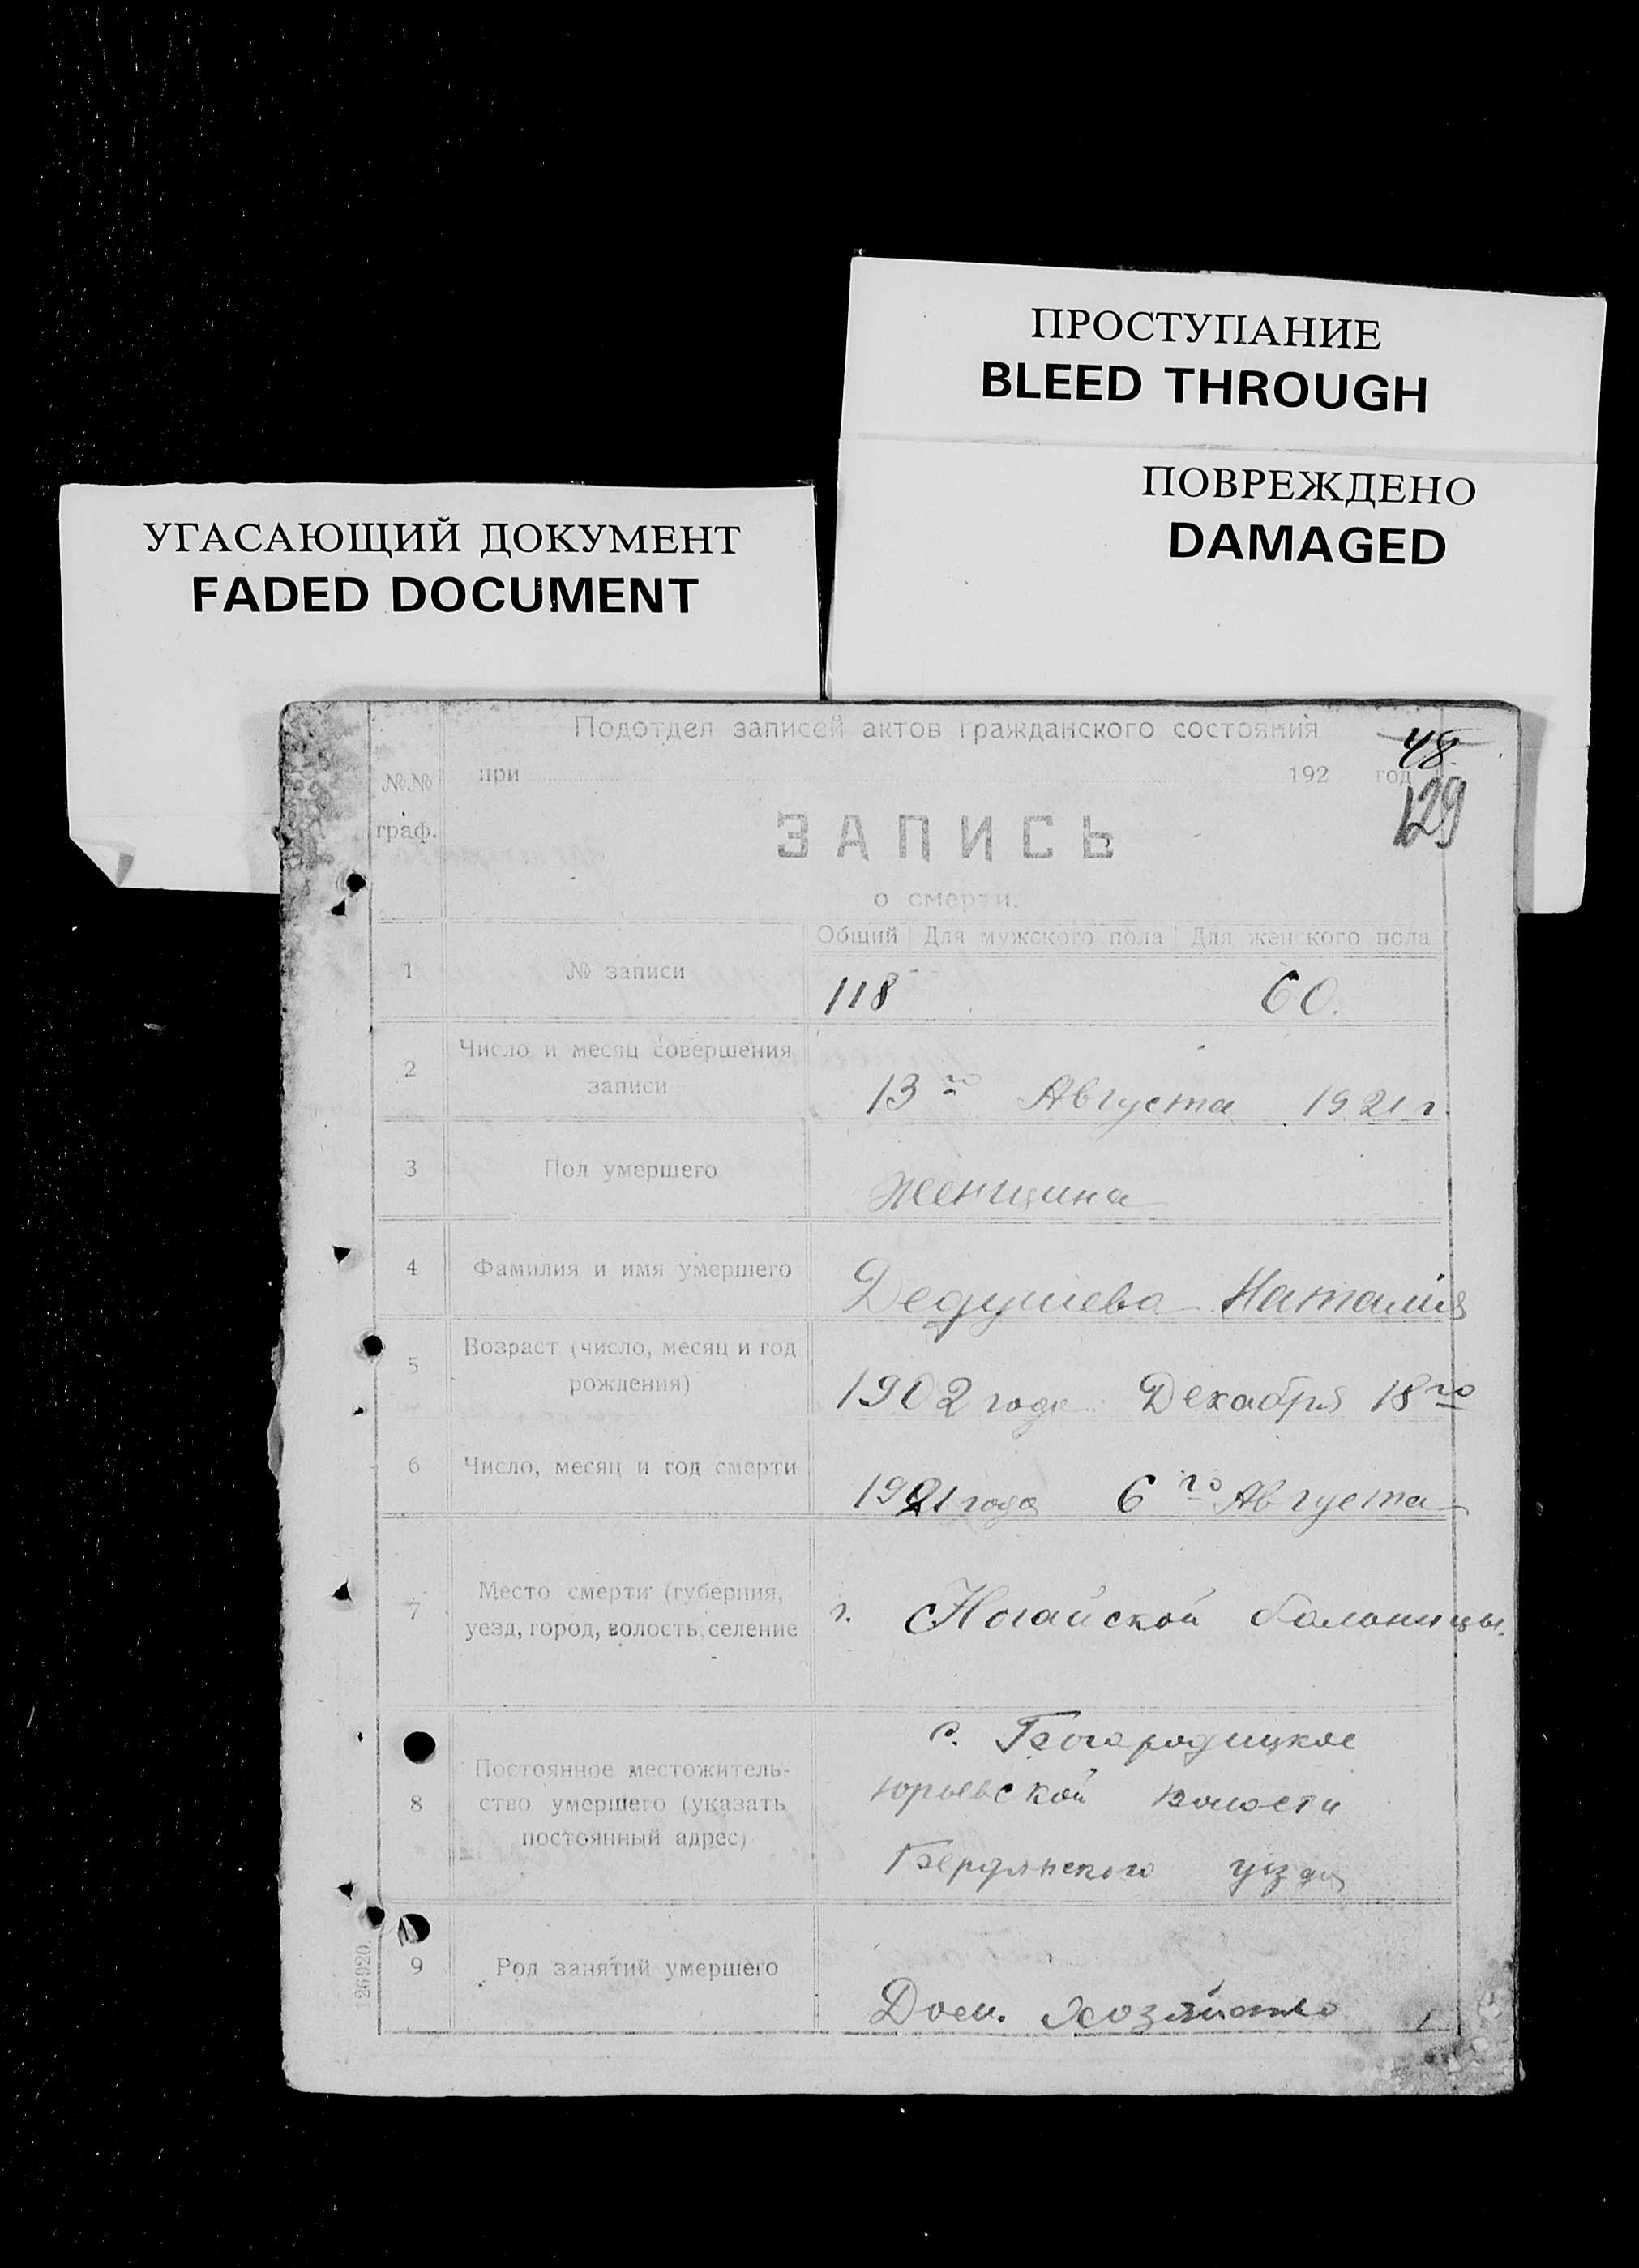 ПРОСТУПАНИЕ
BLEED THROUGH
ПОВРЕЖДЕНО
DAMAGED
УГАСАЮЩИЙ ДОКУМЕНТ
FADED DOCUMENT
Подотдел записей актов гражданского состояния
48.
при 192 год
129
№№
граф.
ЗАПИСЬ
о смерти.
Общий Для мужского пола Для женского пола
1 № записи 118 60.
2 Число и месяц совершения
записи
13го Августа 1921 г.
3 Пол умершего женщина
4 Фамилия и имя умершего Дедушева Наталія
5 Возраст (число, месяц и год
рождения)
1902 года Декабря 18го
6 Число, месяц и год смерти 1921 года 6го Августа
7 Место смерти (губерния,
уезд, город, волость, селение
г. Ногайской больницы.
8 Постоянное местожитель-
ство умершего (указать
постоянный адрес)
с. Богородицкое
Юрьевской волости
Бердянского уезда
9 Род занятий умершего Дом. хозяйство
126920.